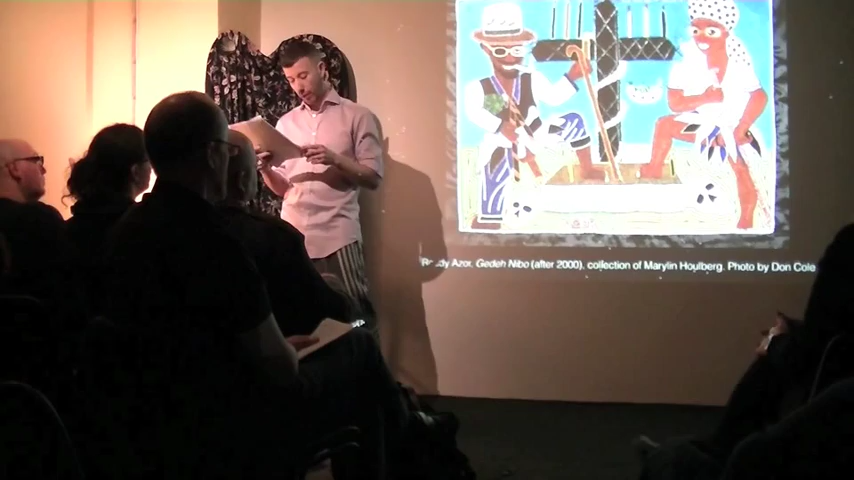 Azor, Gedeh Nibo (after 2000), collection of Marylin Houlberg. Photo by Don Cole